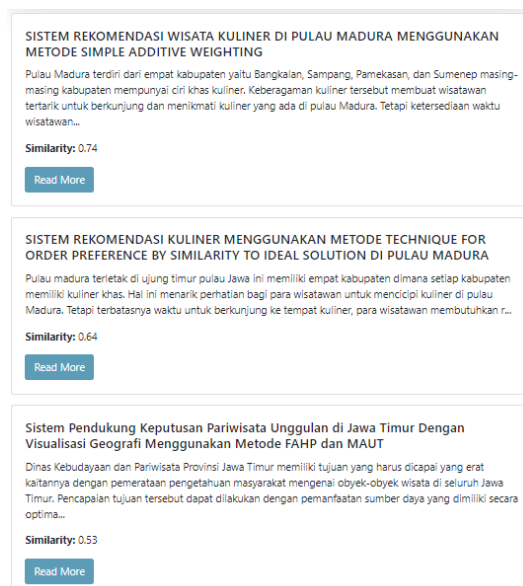 SISTEM REKOMENDASI WISATA KULINER DI PULAU MADURA MENGGUNAKAN
METODE SIMPLE ADDITIVE WEIGHTING
Pulau Madura terdiri dari empat kabupaten yaitu Bangkalan, Sampang, Pamekasan, dan Sumenep masing-
masing kabupaten mempunyai ciri khas kuliner. Keberagaman kuliner tersebut membuat wisatawan
tertarik untuk berkunjung dan menikmati kuliner yang ada di pulau Madura. Tetapi ketersediaan waktu
wisatawan...
Similarity: 0.74
Read More
SISTEM REKOMENDASI KULINER MENGGUNAKAN METODE TECHNIQUE FOR
ORDER PREFERENCE BY SIMILARITY TO IDEAL SOLUTION DI PULAU MADURA
Pulau madura terletak di ujung timur pulau Jawa ini memiliki empat kabupaten dimana setiap kabupaten
memiliki kuliner khas. Hal ini menarik perhatian bagi para wisatawan untuk mencicipi kuliner di pulau
Madura. Tetapi terbatasnya waktu untuk berkunjung ke tempat kuliner, para wisatawan membutuhkan r...
Similarity: 0.64
Read More
Sistem Pendukung Keputusan Pariwisata Unggulan di Jawa Timur Dengan
Visualisasi Geografi Menggunakan Metode FAHP dan MAUT
Dinas Kebudayaan dan Pariwisata Provinsi Jawa Timur memiliki tujuan yang harus dicapai yang erat
kaitannya dengan pemerataan pengetahuan masyarakat mengenai obyek-obyek wisata di seluruh Jawa
Timur. Pencapaian tujuan tersebut dapat dilakukan dengan pemanfaatan sumber daya yang dimiliki secara
optima...
Similarity: 0.53
Read More